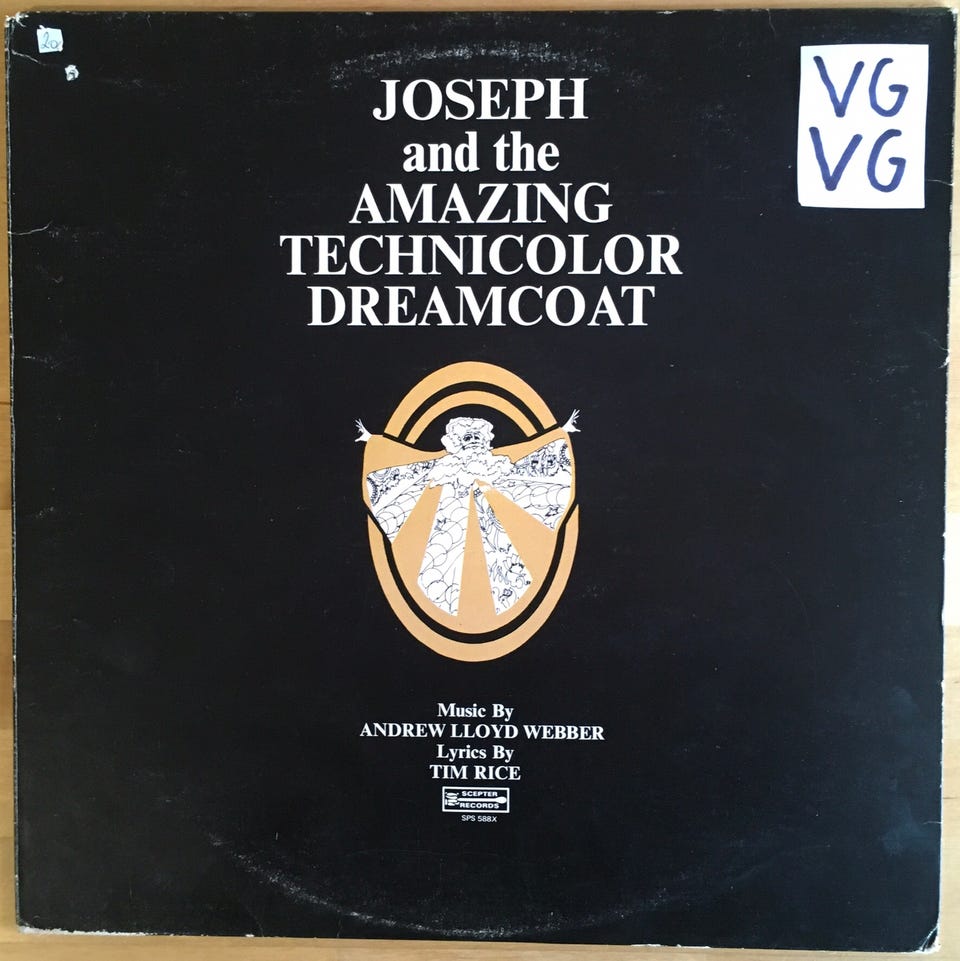 20
VG
VG
JOSEPH
and the
AMAZING
TECHNICOLOR
DREAMCOAT
Music By
ANDREW LLOYD WEBBER
Lyrics By
TIM RICE
SCEPTER
RECORDS
SPS 588X